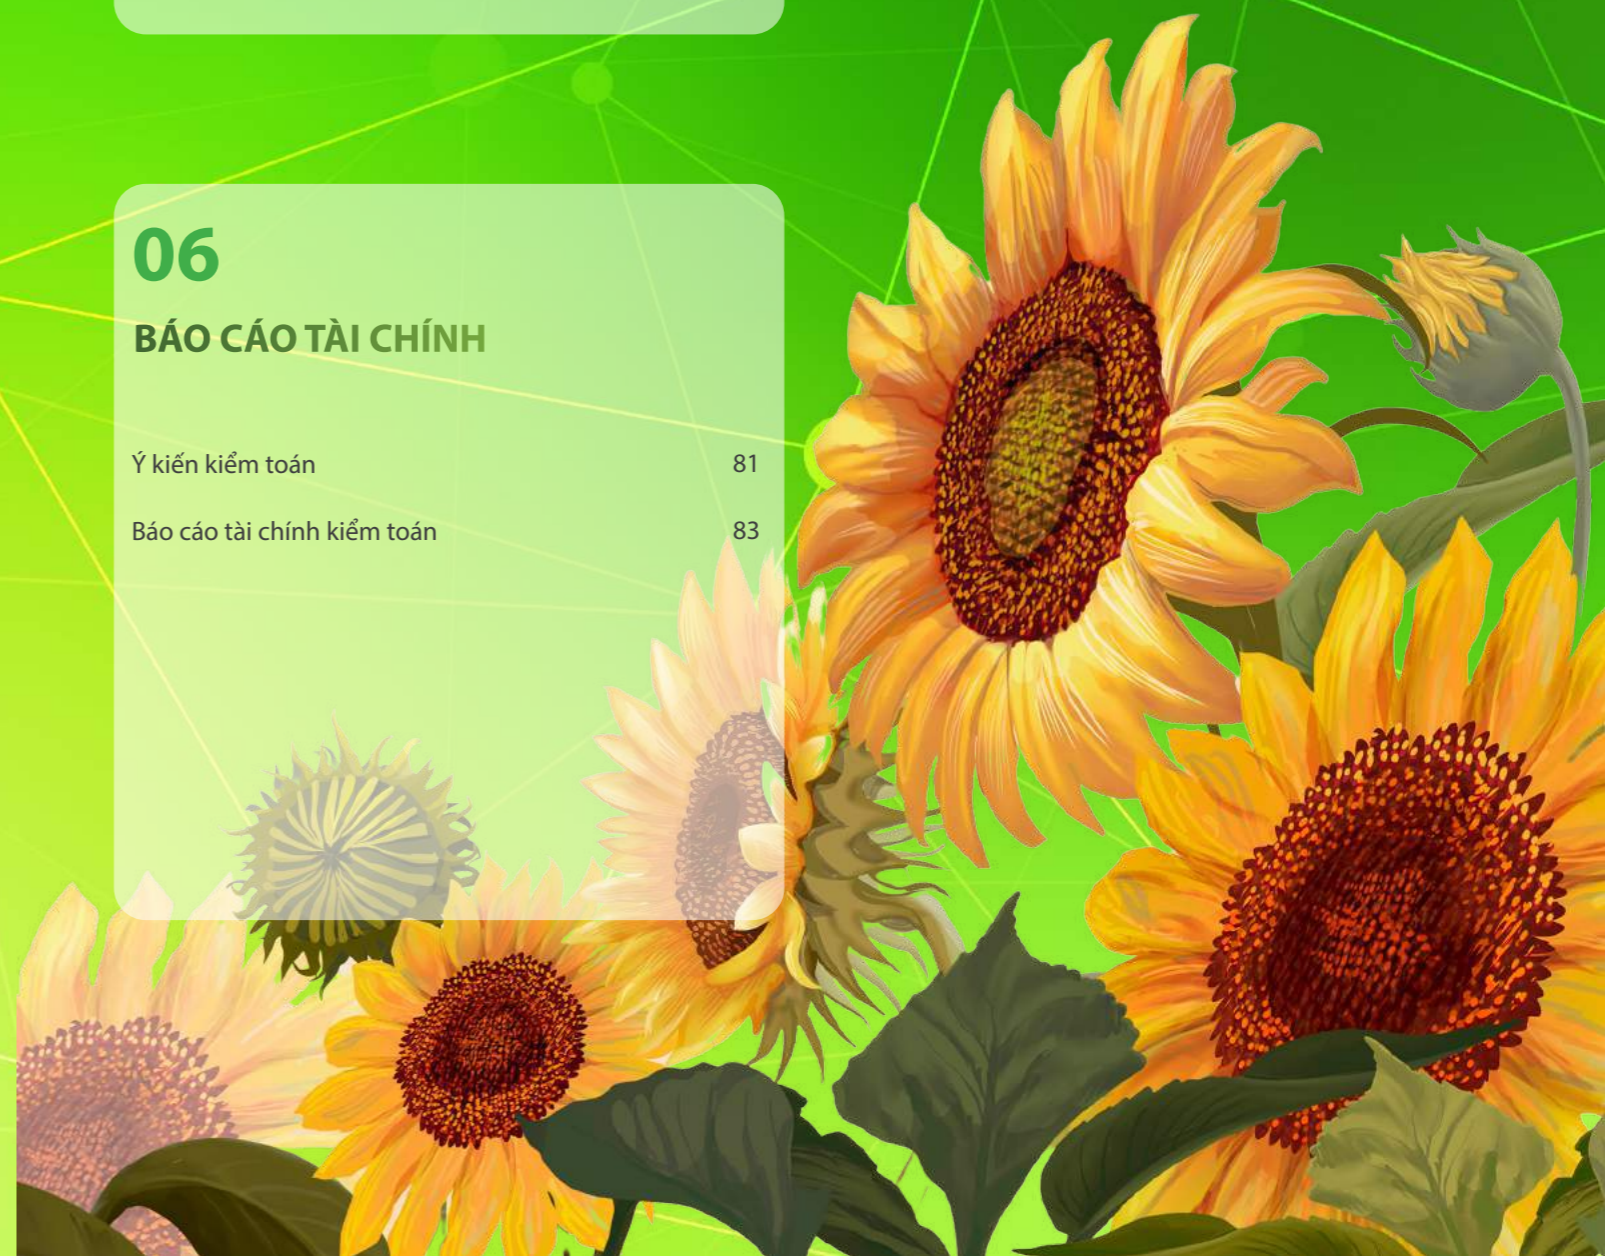 06
BÁO CÁO TÀI CHÍNH
Ý kiến kiểm toán 81
Báo cáo tài chính kiểm toán 83